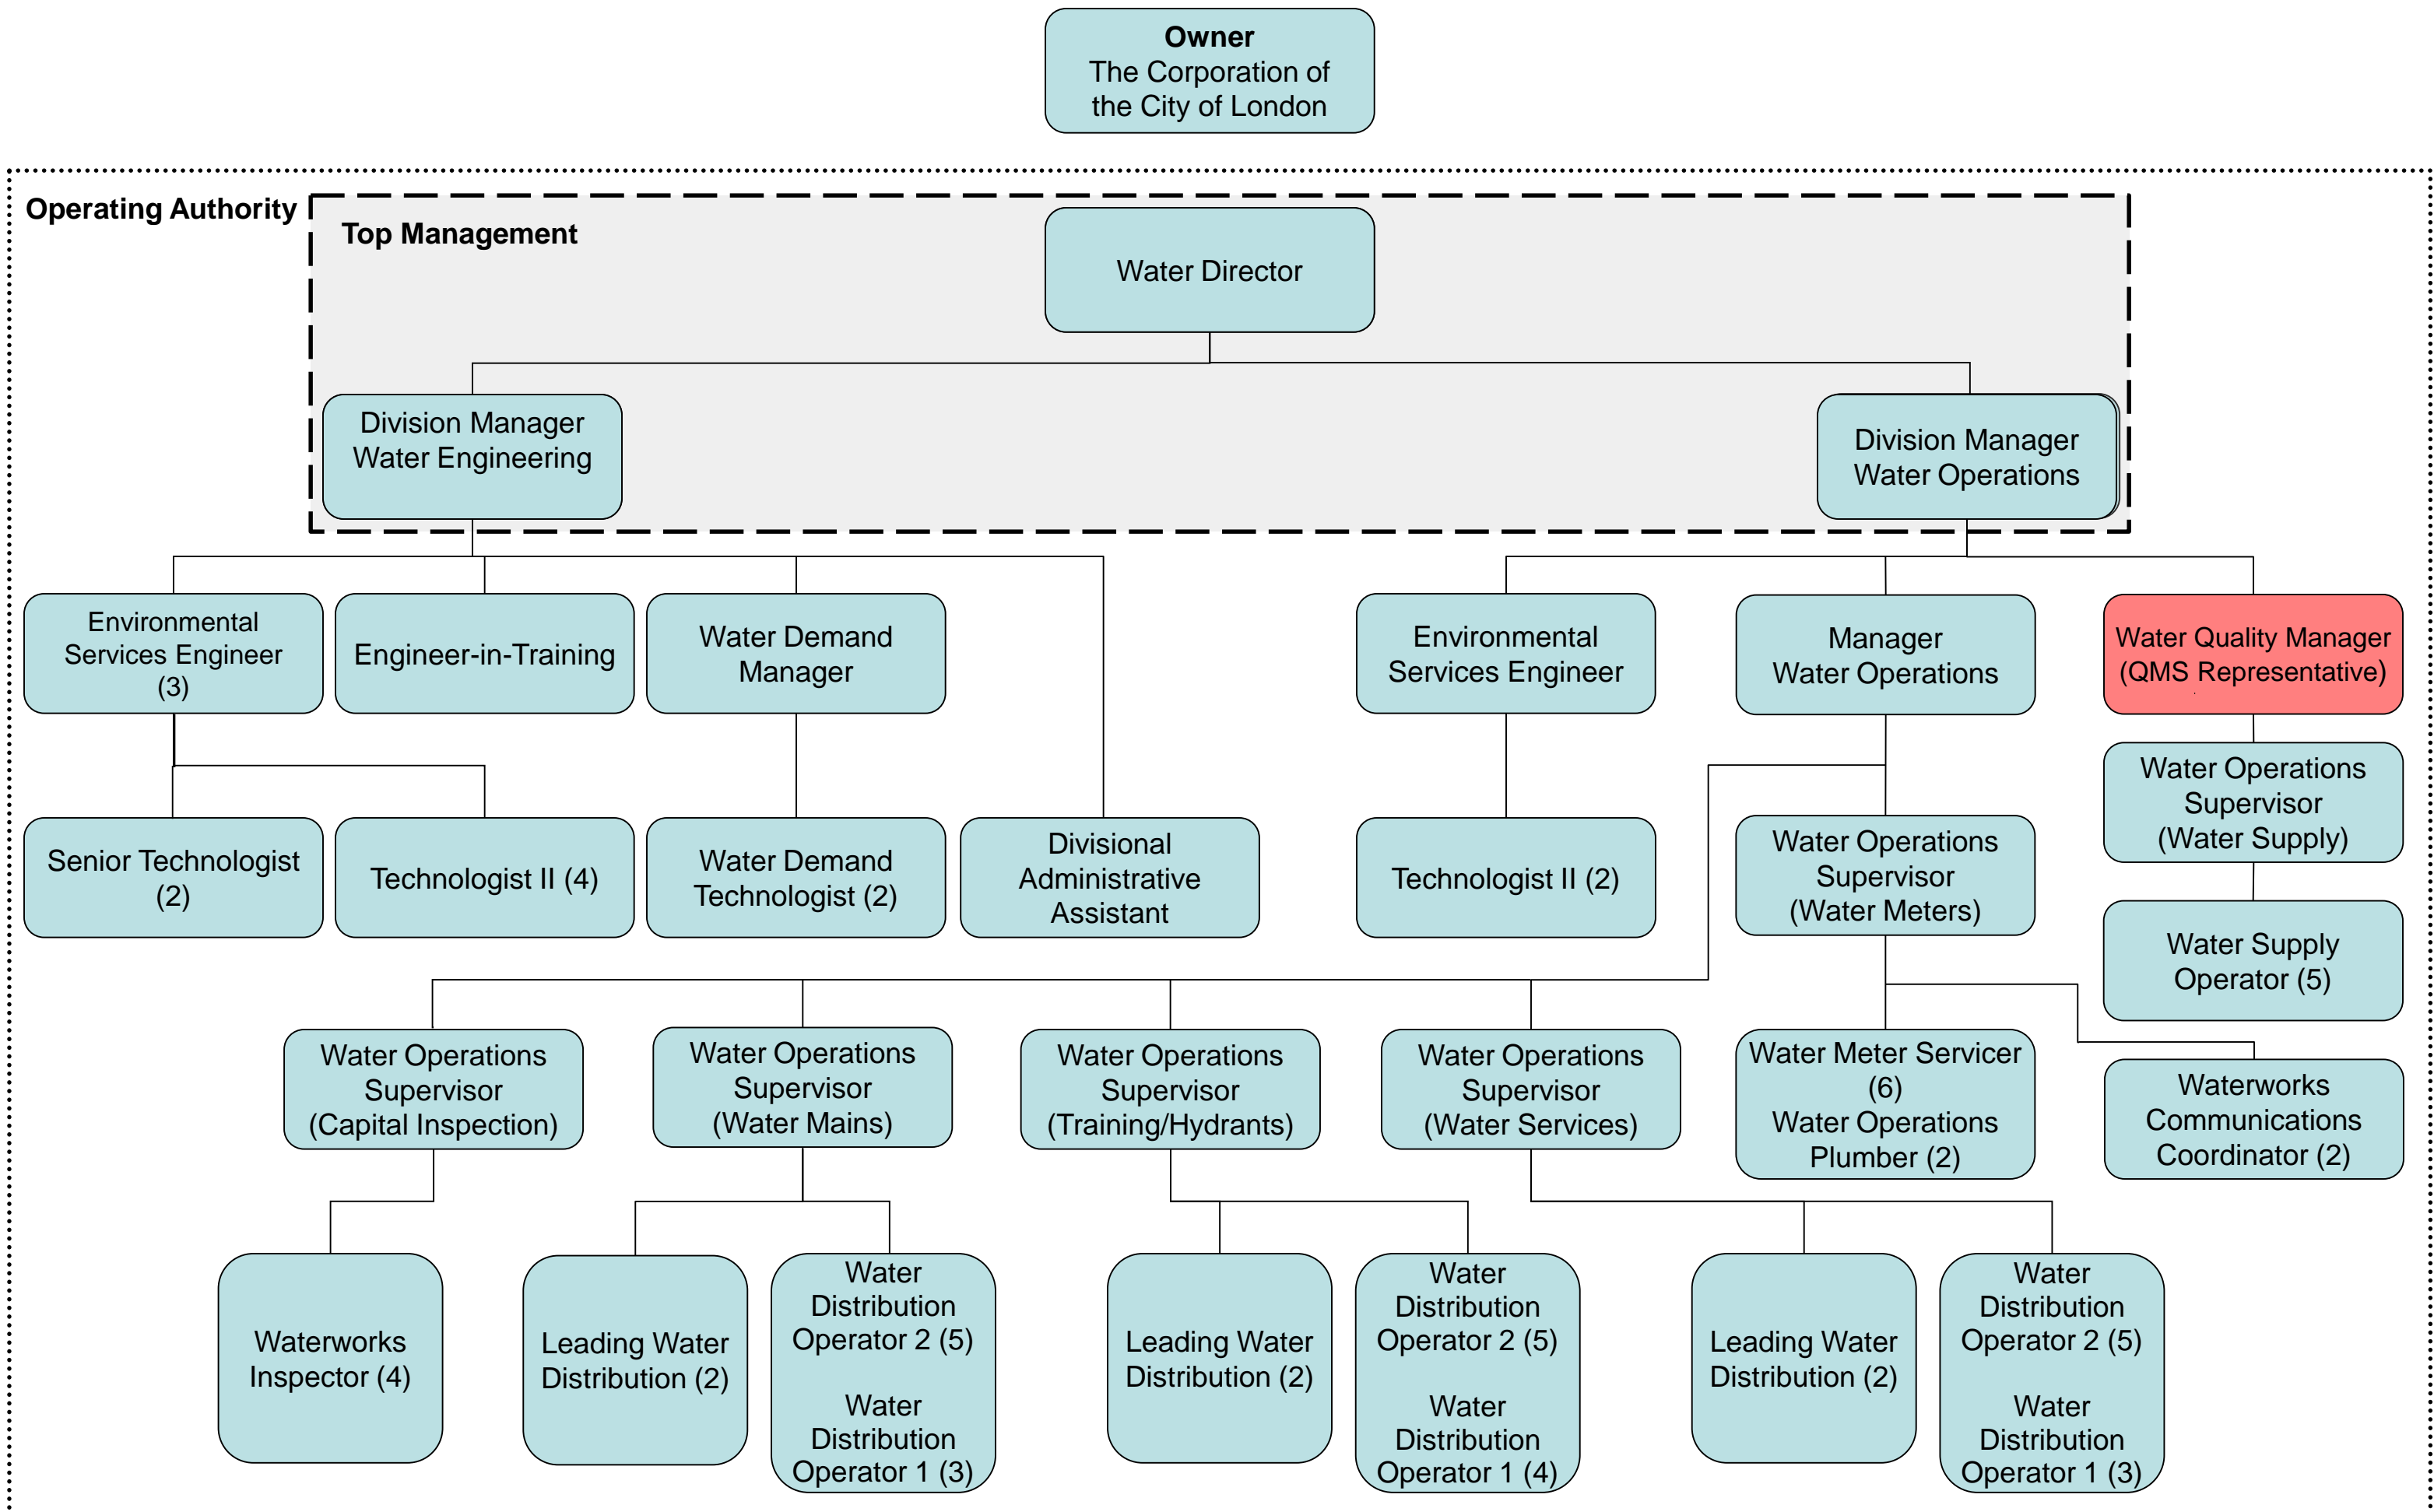 Owner
The Corporation of
the City of London
Operating Authority
Top Management
Water Director
Division Manager
Water Engineering
Division Manager
Water Operations
Environmental
Services Engineer
(3)
Engineer-in-Training
Water Demand
Manager
Environmental
Services Engineer
Manager
Water Operations
Water Quality Manager
(QMS Representative)
Senior Technologist
(2)
Technologist II (4)
Water Demand
Technologist (2)
Divisional
Administrative
Assistant
Technologist II (2)
Water Operations
Supervisor
(Water Meters)
Water Operations
Supervisor
(Water Supply)
Water Supply
Operator (5)
Water Operations
Supervisor
(Capital Inspection)
Water Operations
Supervisor
(Water Mains)
Water Operations
Supervisor
(Training/Hydrants)
Water Operations
Supervisor
(Water Services)
Water Meter Servicer
(6)
Water Operations
Plumber (2)
Waterworks
Communications
Coordinator (2)
Waterworks
Inspector (4)
Leading Water
Distribution (2)
Water
Distribution
Operator 2 (5)
Water
Distribution
Operator 1 (3)
Leading Water
Distribution (2)
Water
Distribution
Operator 2 (5)
Water
Distribution
Operator 1 (4)
Leading Water
Distribution (2)
Water
Distribution
Operator 2 (5)
Water
Distribution
Operator 1 (3)